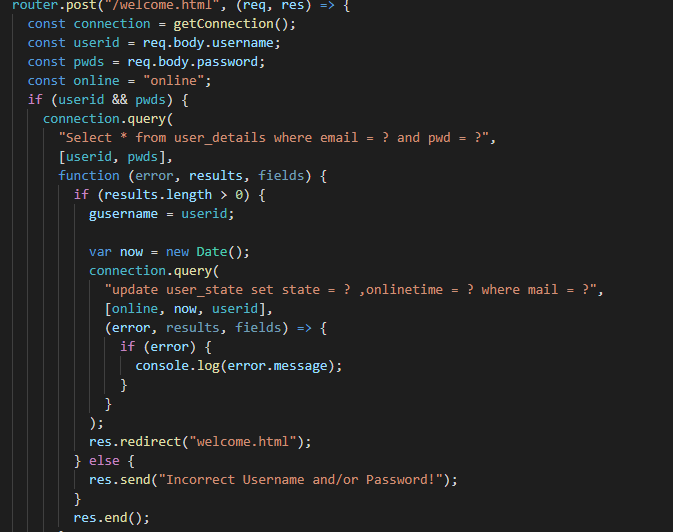 router.post("/welcome.html", (req, res) => {
const connection = getConnection();
const userid = req.body.username;
const pwds = req.body.password;
const online = "online";
if (userid && pwds) {
connection.query(
"Select * from user_details where email = ? and pwd = ?",
[userid, pwds],
function (error, results, fields) {
if (results.length > 0) {
gusername = userid;
var now = new Date();
connection.query(
"update user_state set state = ? ,onlinetime = ? where mail = ?",
[online, now, userid],
(error, results, fields) => {
if (error) {
console.log(error.message);
}
}
);
res.redirect("welcome.html");
} else {
res.send("Incorrect Username and/or Password!");
}
res.end();